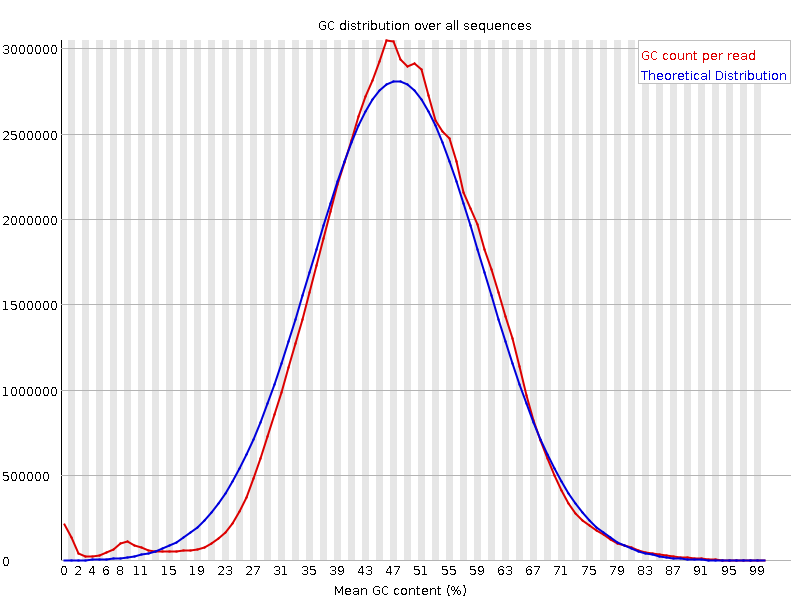 GC distribution over all sequences
GC count per read
Theoretical Distribution
3000000
2500000
2000000
1500000
1000000
500000
0
0 2 4 6 8 11 15 19 23 27 31 35 39 43 47 51 55 59 63 67 71 75 79 83 87 91 95 99
Mean GC content (%)